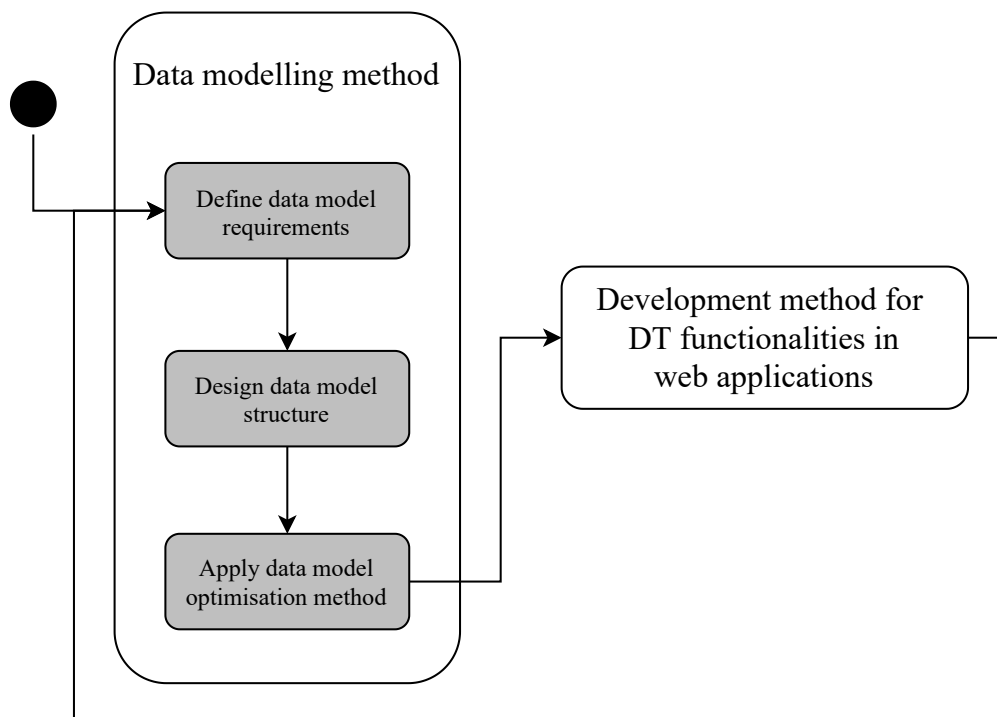 Data modelling method
Define data model
requirements
Design data model
structure
Apply data model
optimisation method
Development method for
DT functionalities in
web applications